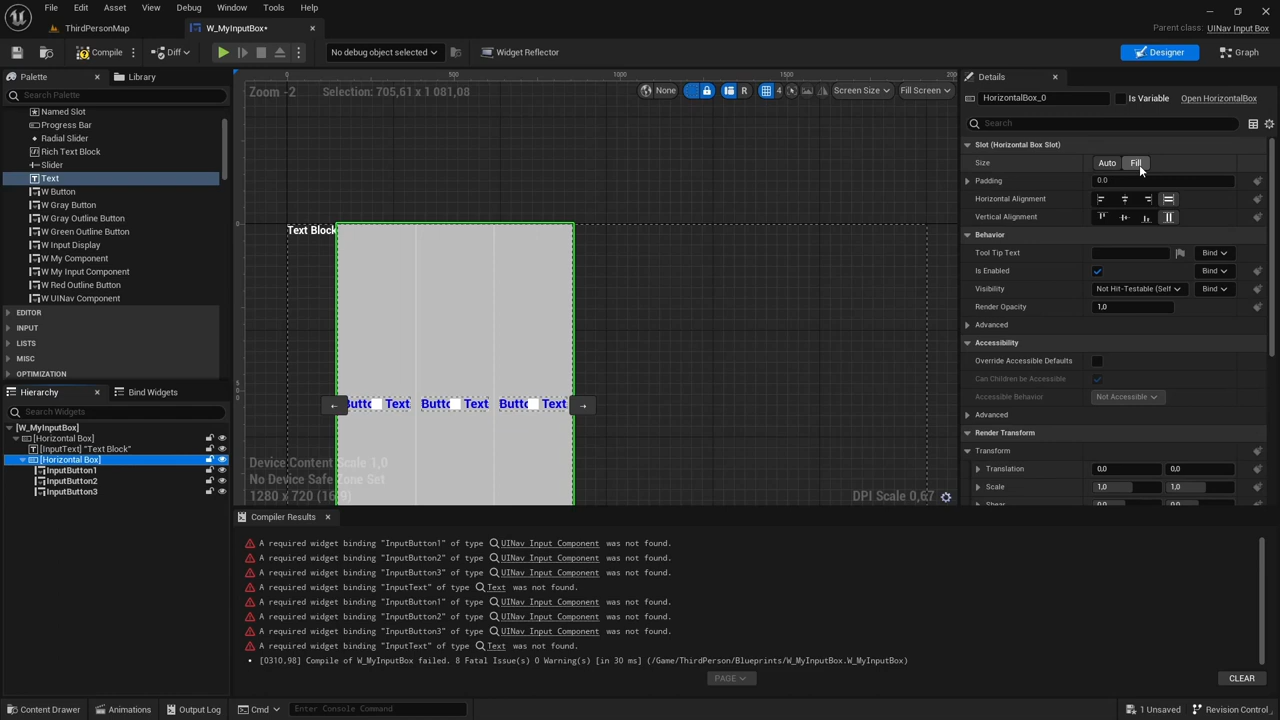 File Edit Asset View Debug Window Tools Help
ThirdPersonMap
W_MyInputBox•
Parent class: UINav Input Box
Compile
Diff
No debug object selected
Widget Reflector
Designer
Graph
Palette
Library
Search Palette
Named Slot
Progress Bar
Radial Slider
Rich Text Block
Slider
Text
W Button
W Gray Button
W Gray Outline Button
W Green Outline Button
W Input Display
W My Component
W My Input Component
W Red Outline Button
W UINav Component
EDITOR
INPUT
LISTS
MISC
OPTIMIZATION
Hierarchy
Bind Widgets
Search Widgets
[W_MyInputBox]
[Horizontal Box]
[InputText] "Text Block"
[Horizontal Box]
InputButton1
InputButton2
InputButton3
0 500 1000 1500 200
Zoom -2
Selection: 705,61 x 1 081,08
None
R
4
Screen Size
Fill Screen
0
Text Block
Text
Text
Text
Device Content Scale 1,0
No Device Safe Zone Set
1280 x 720 (16:9)
DPI Scale 0,67
Compiler Results
A required widget binding "InputButton1" of type UINav Input Component was not found.
A required widget binding "InputButton2" of type UINav Input Component was not found.
A required widget binding "InputButton3" of type UINav Input Component was not found.
A required widget binding "InputText" of type Text was not found.
A required widget binding "InputButton1" of type UINav Input Component was not found.
A required widget binding "InputButton2" of type UINav Input Component was not found.
A required widget binding "InputButton3" of type UINav Input Component was not found.
A required widget binding "InputText" of type Text was not found.
• [0310,98] Compile of W_MyInputBox failed. 8 Fatal Issue(s) 0 Warning(s) [in 30 ms] (/Game/ThirdPerson/Blueprints/W_MyInputBox.W_MyInputBox)
PAGE
CLEAR
Details
HorizontalBox_0
Is Variable
Open HorizontalBox
Search
Slot (Horizontal Box Slot)
Size
Auto
Fill
Padding
0.0
Horizontal Alignment
Vertical Alignment
Behavior
Tool Tip Text
Bind
Is Enabled
Bind
Visibility
Not Hit-Testable (Self
Bind
Render Opacity
1,0
Advanced
Accessibility
Override Accessible Defaults
Can Children be Accessible
Accessible Behavior
Not Accessible
Advanced
Render Transform
Transform
Translation
0,0
0,0
Scale
1,0
1,0
Shear
Content Drawer
Animations
Output Log
Cmd
Enter Console Command
1 Unsaved
Revision Control